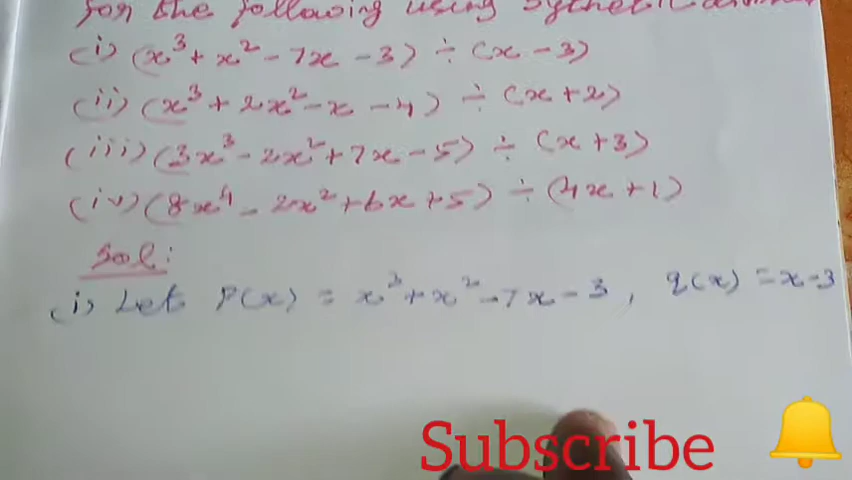 for the following using Sythetic
(i) (x³ + x² - 7x - 3) ÷ (x - 3)
(ii) (x³ + 2x² - x - 4) ÷ (x + 2)
(iii) (3x³ - 2x² + 7x - 5) ÷ (x + 3)
(iv) (8x⁴ - 2x² + 6x + 5) ÷ (4x + 1)
Sol:
(i) Let P(x) = x³ + x² - 7x - 3, q(x) = x - 3
Subscribe